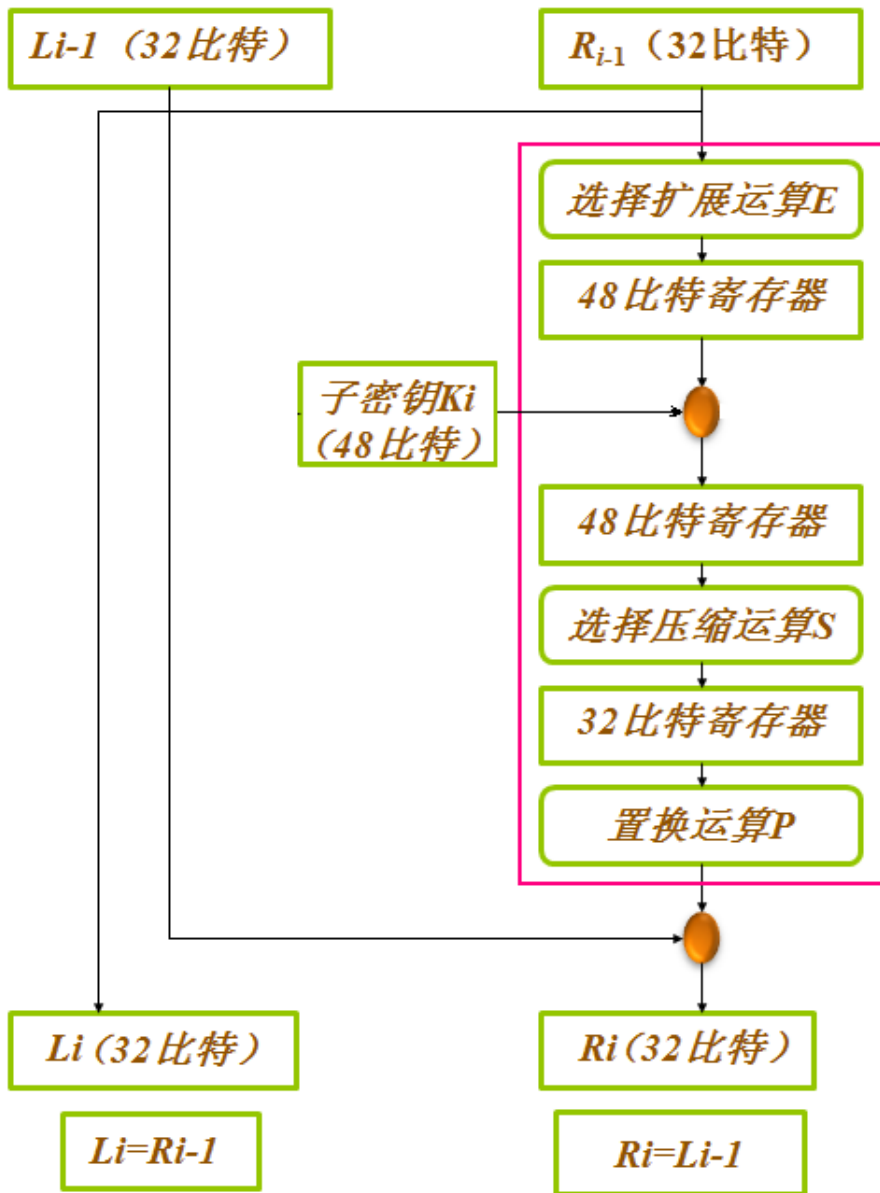 Li-1（32比特）
R_{i-1}（32比特）
选择扩展运算E
48比特寄存器
子密钥Ki
（48比特）
48比特寄存器
选择压缩运算S
32比特寄存器
置换运算P
Li（32比特）
Ri（32比特）
Li=Ri-1
Ri=Li-1